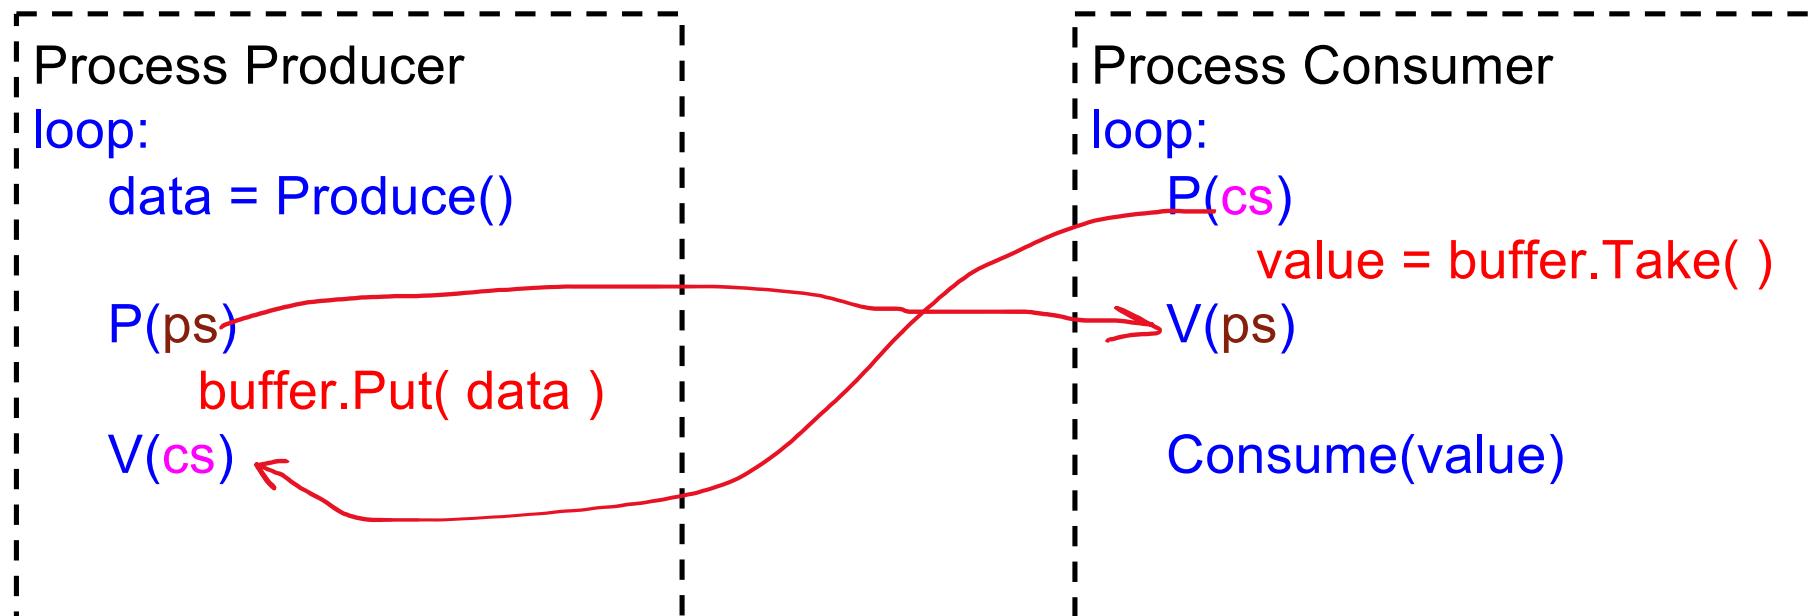 Process Producer
loop:
data = Produce()
P(ps)
buffer.Put( data )
V(cs)
Process Consumer
loop:
P(cs)
value = buffer.Take( )
V(ps)
Consume(value)